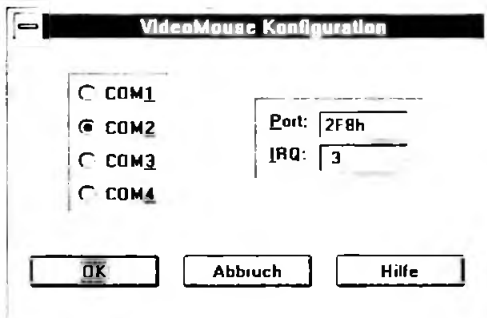 VideoMouse Konfiguration
COM1
COM2
COM3
COM4
Port: 2F8h
IRQ: 3
OK
Abbruch
Hilfe